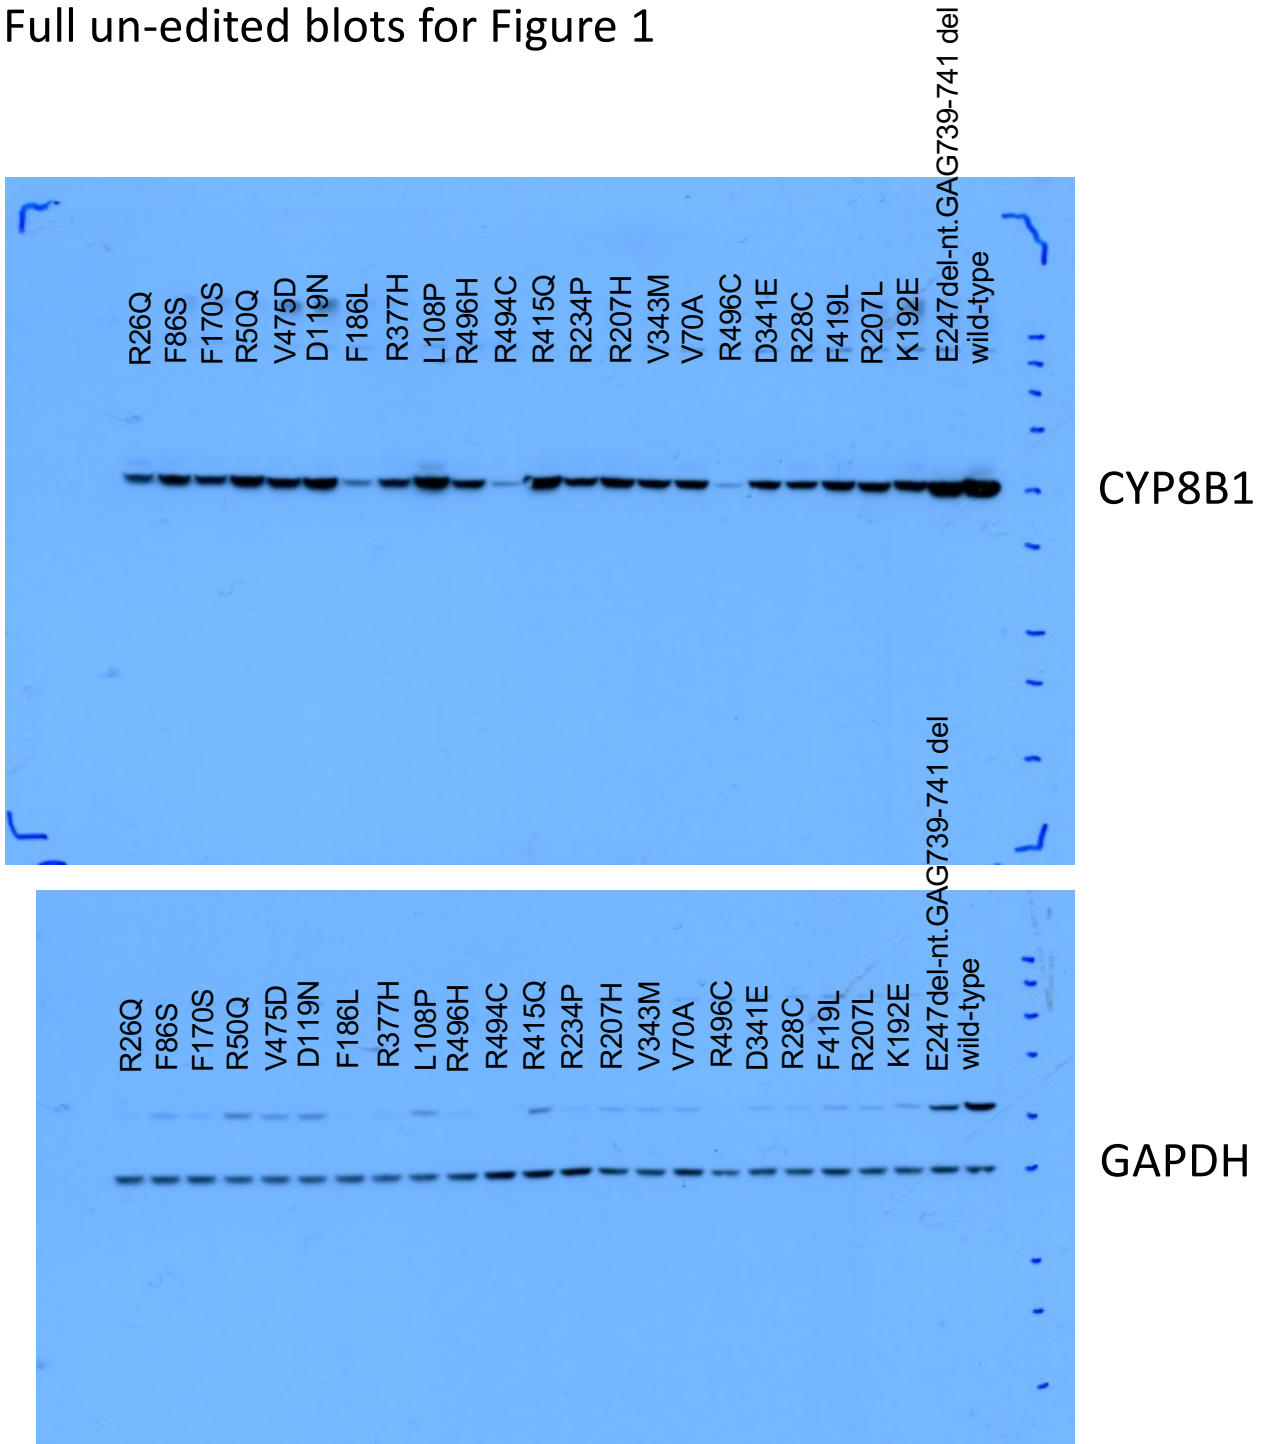 Full un-edited blots for Figure 1
R26Q
F86S
F170S
R50Q
V475D
D119N
F186L
R377H
L108P
R496H
R494C
R415Q
R234P
R207H
V343M
V70A
R496C
D341E
R28C
F419L
R207L
K192E
E247del-nt.GAG739-741 del
wild-type
CYP8B1
R26Q
F86S
F170S
R50Q
V475D
D119N
F186L
R377H
L108P
R496H
R494C
R415Q
R234P
R207H
V343M
V70A
R496C
D341E
R28C
F419L
R207L
K192E
E247del-nt.GAG739-741 del
wild-type
GAPDH